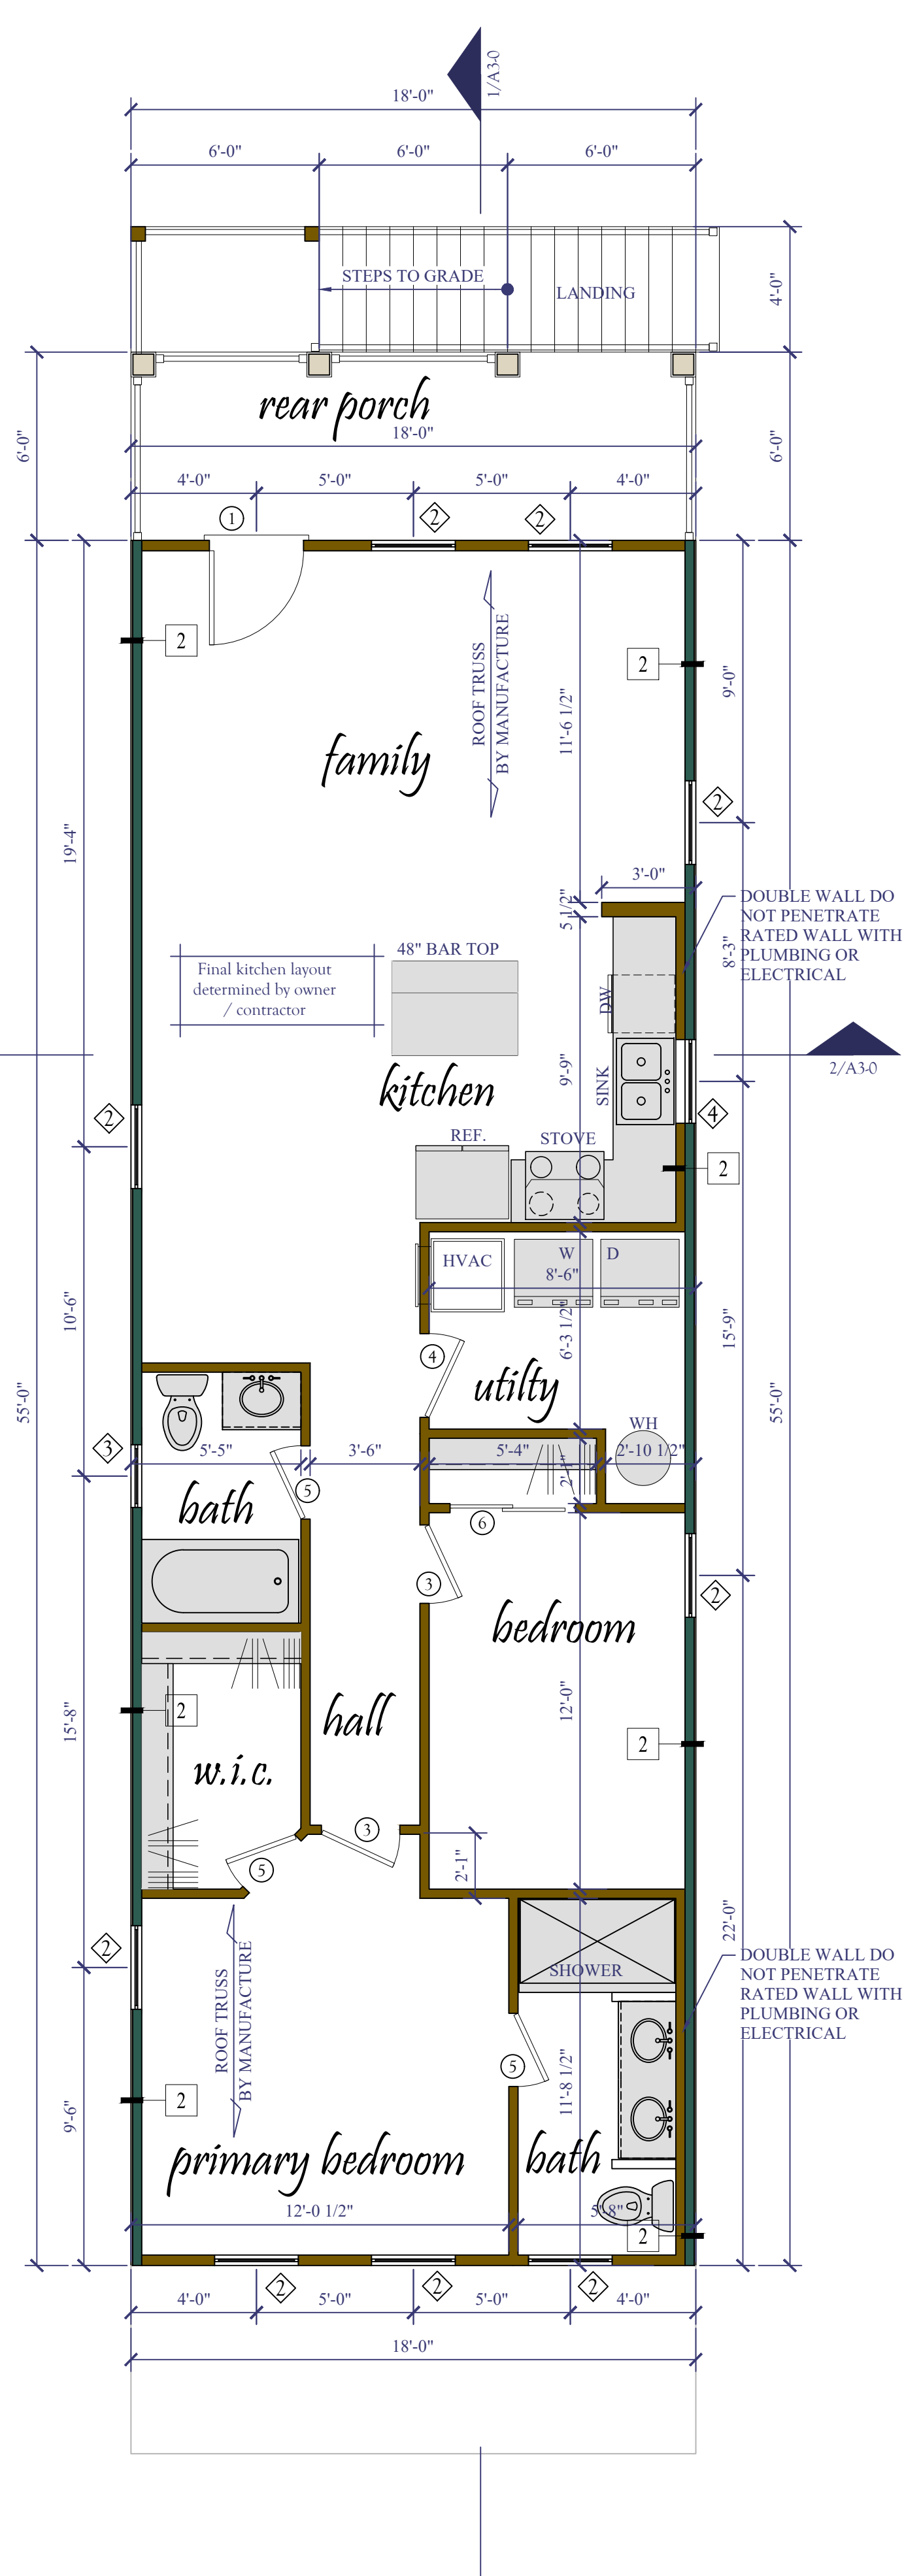 1/A3-0
18'-0"
6'-0"
6'-0"
6'-0"
STEPS TO GRADE
LANDING
4'-0"
rear porch
18'-0"
6'-0"
6'-0"
4'-0"
5'-0"
5'-0"
4'-0"
1
2
2
2
2
ROOF TRUSS
BY MANUFACTURE
11'-6 1/2"
9'-0"
family
2
19'-4"
3'-0"
5 1/2"
DOUBLE WALL DO
NOT PENETRATE
RATED WALL WITH
PLUMBING OR
ELECTRICAL
8'-3"
48" BAR TOP
Final kitchen layout
determined by owner
/ contractor
DW
9'-9"
SINK
2/A3-0
kitchen
2
4
REF.
STOVE
2
HVAC
W
D
8'-6"
10'-6"
6'-3 1/2"
15'-9"
4
utilty
55'-0"
55'-0"
WH
3
5'-5"
3'-6"
5'-4"
2'-10 1/2"
2'-1"
bath
5
6
3
2
bedroom
12'-0"
15'-8"
2
hall
2
w.i.c.
3
5
2'-1"
22'-0"
2
DOUBLE WALL DO
NOT PENETRATE
RATED WALL WITH
PLUMBING OR
ELECTRICAL
SHOWER
ROOF TRUSS
BY MANUFACTURE
5
11'-8 1/2"
2
9'-6"
primary bedroom
bath
12'-0 1/2"
5'-8"
2
2
2
2
4'-0"
5'-0"
5'-0"
4'-0"
18'-0"